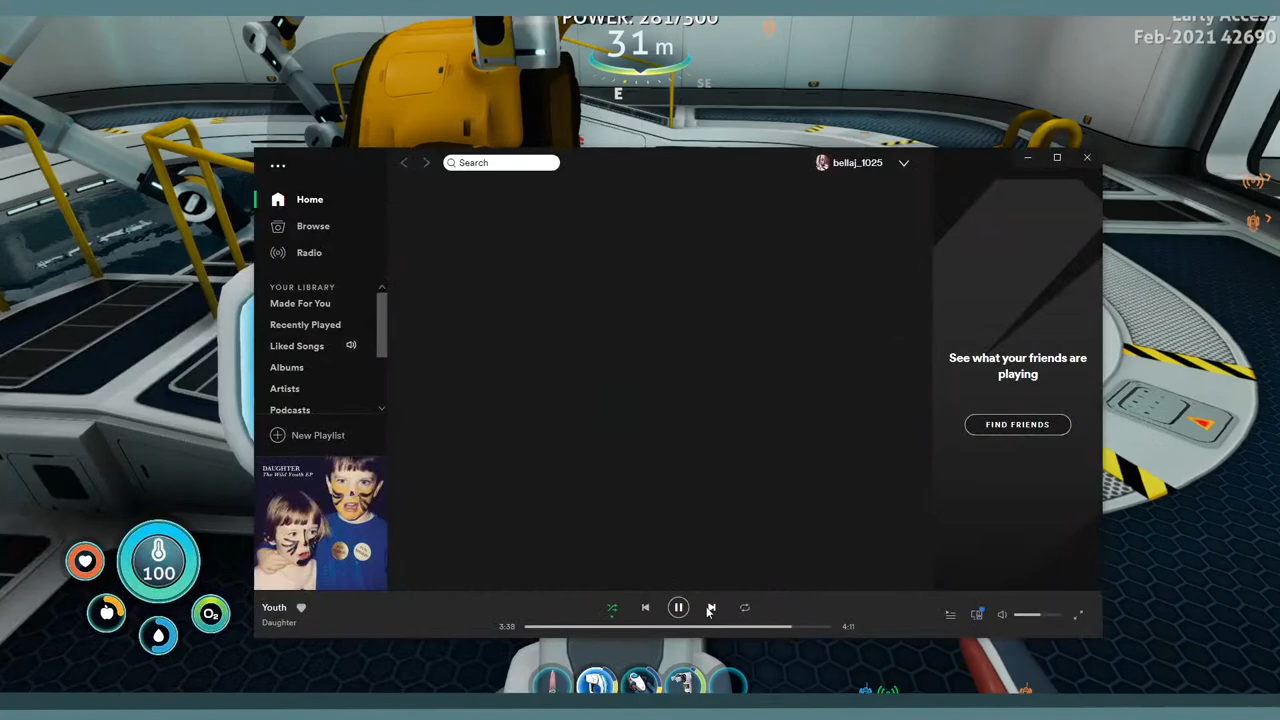 POWER: 281/300
Early Access
Feb-2021 42690
31 m
E
SE
Search
bellaj_1025
Home
Browse
Radio
YOUR LIBRARY
Made For You
Recently Played
Liked Songs
Albums
Artists
Podcasts
New Playlist
See what your friends are
playing
FIND FRIENDS
DAUGHTER
The Wild Youth EP
100
O2
Youth
Daughter
3:38
4:11